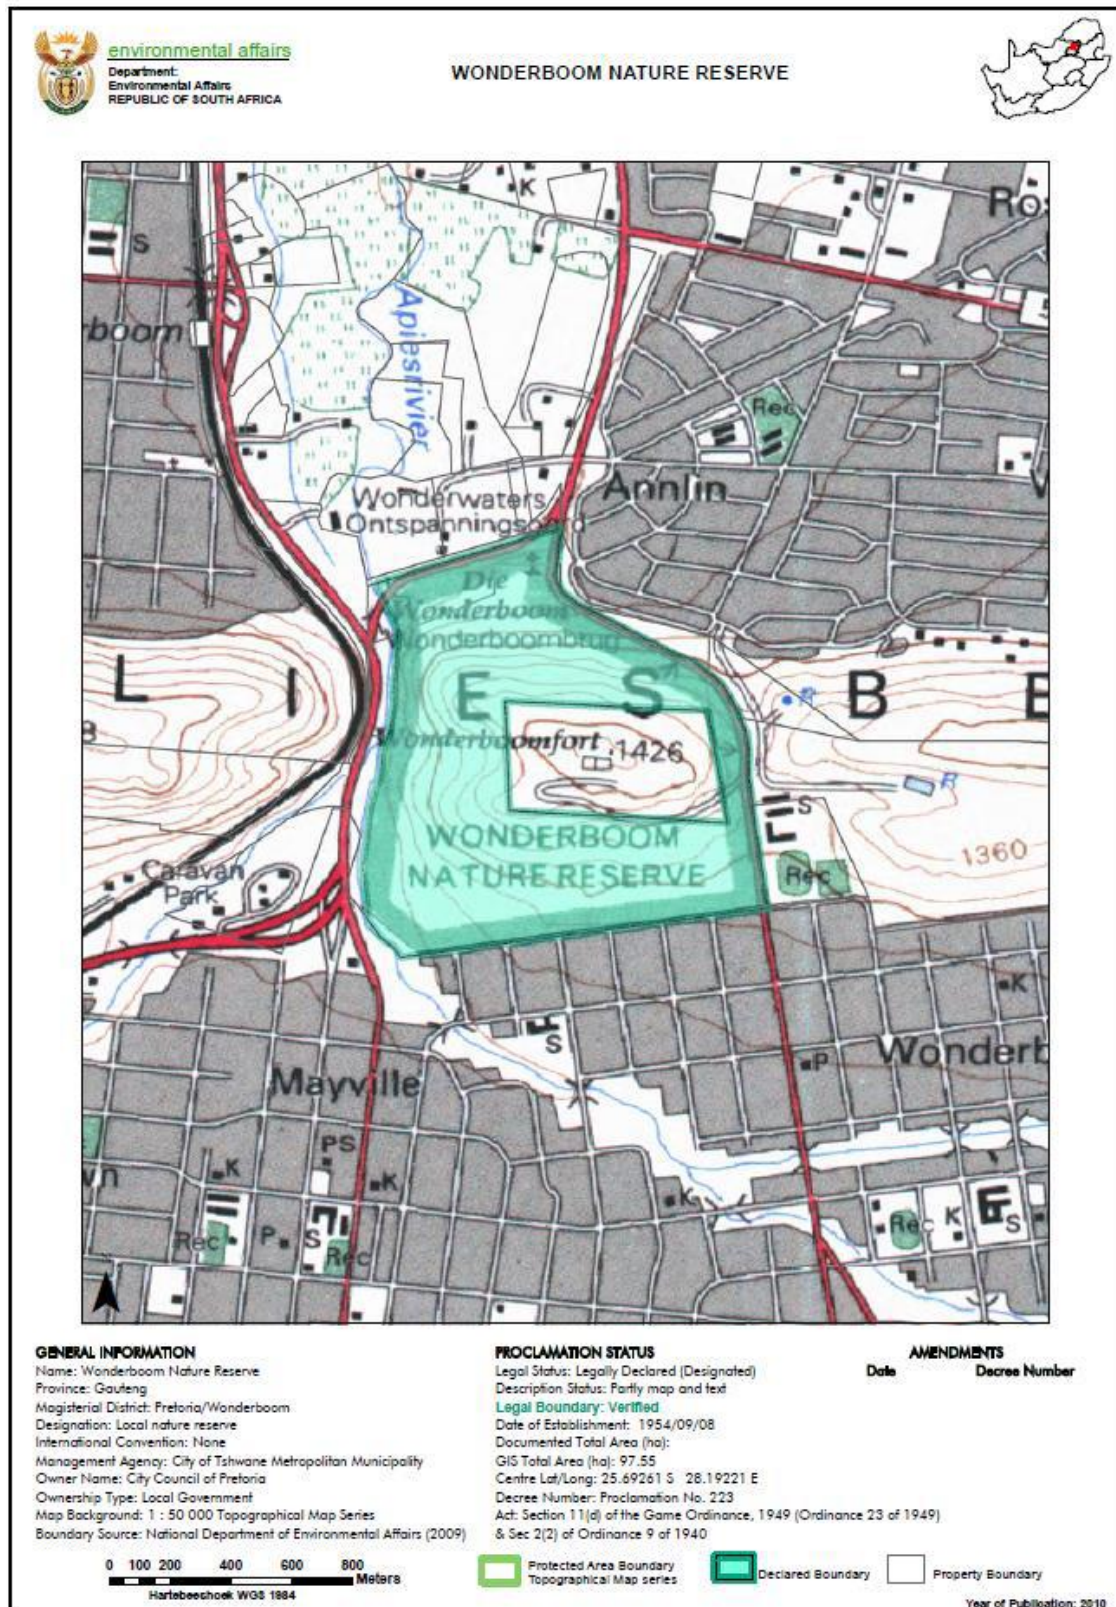 environmental affairs
Department:
Environmental Affairs
REPUBLIC OF SOUTH AFRICA
WONDERBOOM NATURE RESERVE
K
Ro
S
rboom
Apiesrivier
Rec
Annlin
V
Wonderwaters
Ontspanningsoord
Die
Wonderboom
Wonderboombrug
L I E S B E
R
8
Wonderboomfort
1426
WONDERBOOM
NATURE RESERVE
S
R
1360
Caravan
Park
Rec
K
S
P
Wonderb
Mayville
PS
K
K
K
wn
Rec
P
S
Rec
Rec
K
S
GENERAL INFORMATION
Name: Wonderboom Nature Reserve
Province: Gauteng
Magisterial District: Pretoria/Wonderboom
Designation: Local nature reserve
International Convention: None
Management Agency: City of Tshwane Metropolitan Municipality
Owner Name: City Council of Pretoria
Ownership Type: Local Government
Map Background: 1 : 50 000 Topographical Map Series
Boundary Source: National Department of Environmental Affairs (2009)
PROCLAMATION STATUS
Legal Status: Legally Declared (Designated)
Description Status: Partly map and text
Legal Boundary: Verified
Date of Establishment: 1954/09/08
Documented Total Area (ha):
GIS Total Area (ha): 97.55
Centre Lat/Long: 25.69261 S 28.19221 E
Decree Number: Proclamation No. 223
Act: Section 11(d) of the Game Ordinance, 1949 (Ordinance 23 of 1949)
& Sec 2(2) of Ordinance 9 of 1940
AMENDMENTS
Date Decree Number
0 100 200 400 600 800
Meters
Hartebeeshoek WGS 1984
Protected Area Boundary
Topographical Map series
Declared Boundary
Property Boundary
Year of Publication: 2010